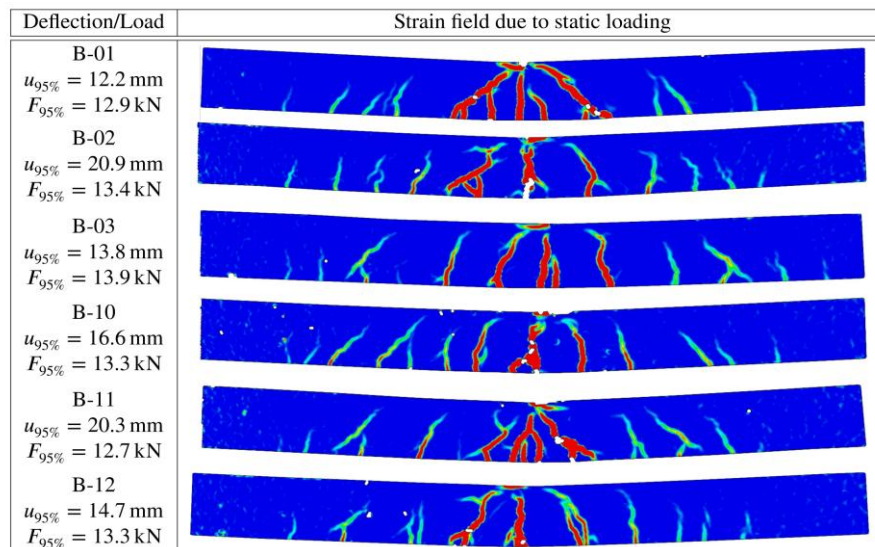 Deflection/Load
Strain field due to static loading
B-01
u95% = 12.2 mm
F95% = 12.9 kN
B-02
u95% = 20.9 mm
F95% = 13.4 kN
B-03
u95% = 13.8 mm
F95% = 13.9 kN
B-10
u95% = 16.6 mm
F95% = 13.3 kN
B-11
u95% = 20.3 mm
F95% = 12.7 kN
B-12
u95% = 14.7 mm
F95% = 13.3 kN